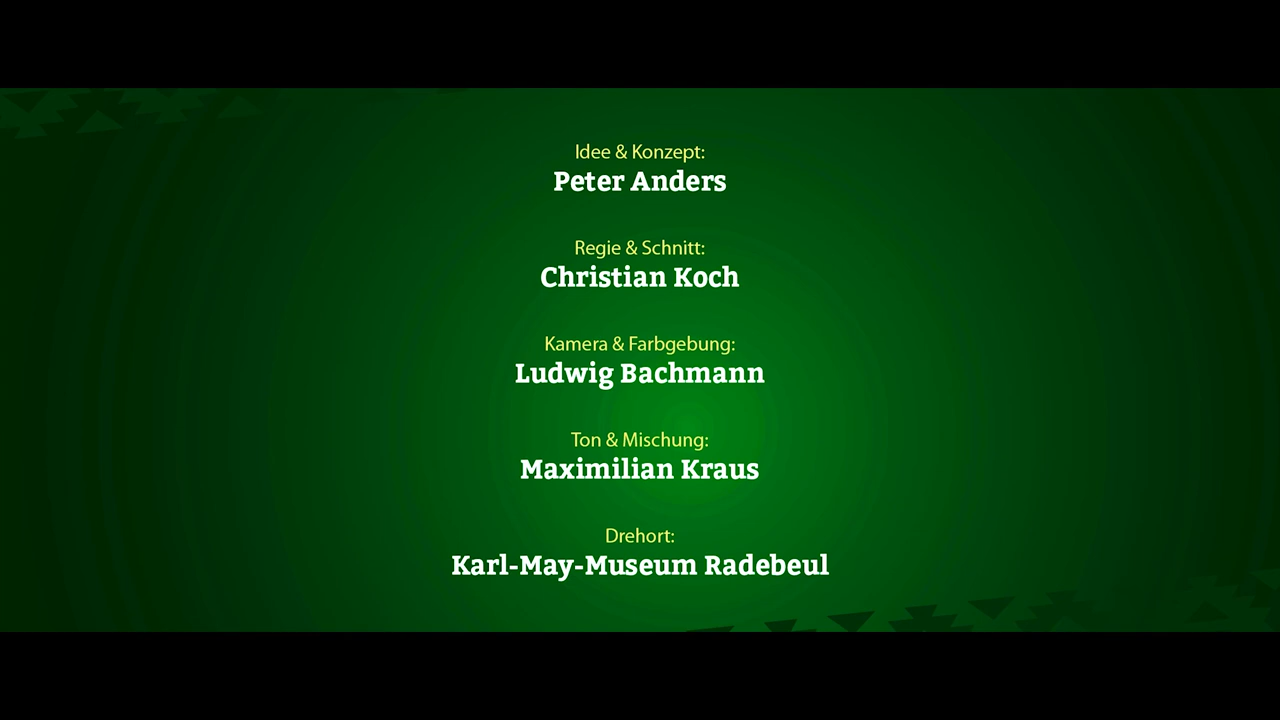 Idee & Konzept:
Peter Anders
Regie & Schnitt:
Christian Koch
Kamera & Farbgebung:
Ludwig Bachmann
Ton & Mischung:
Maximilian Kraus
Drehort:
Karl-May-Museum Radebeul